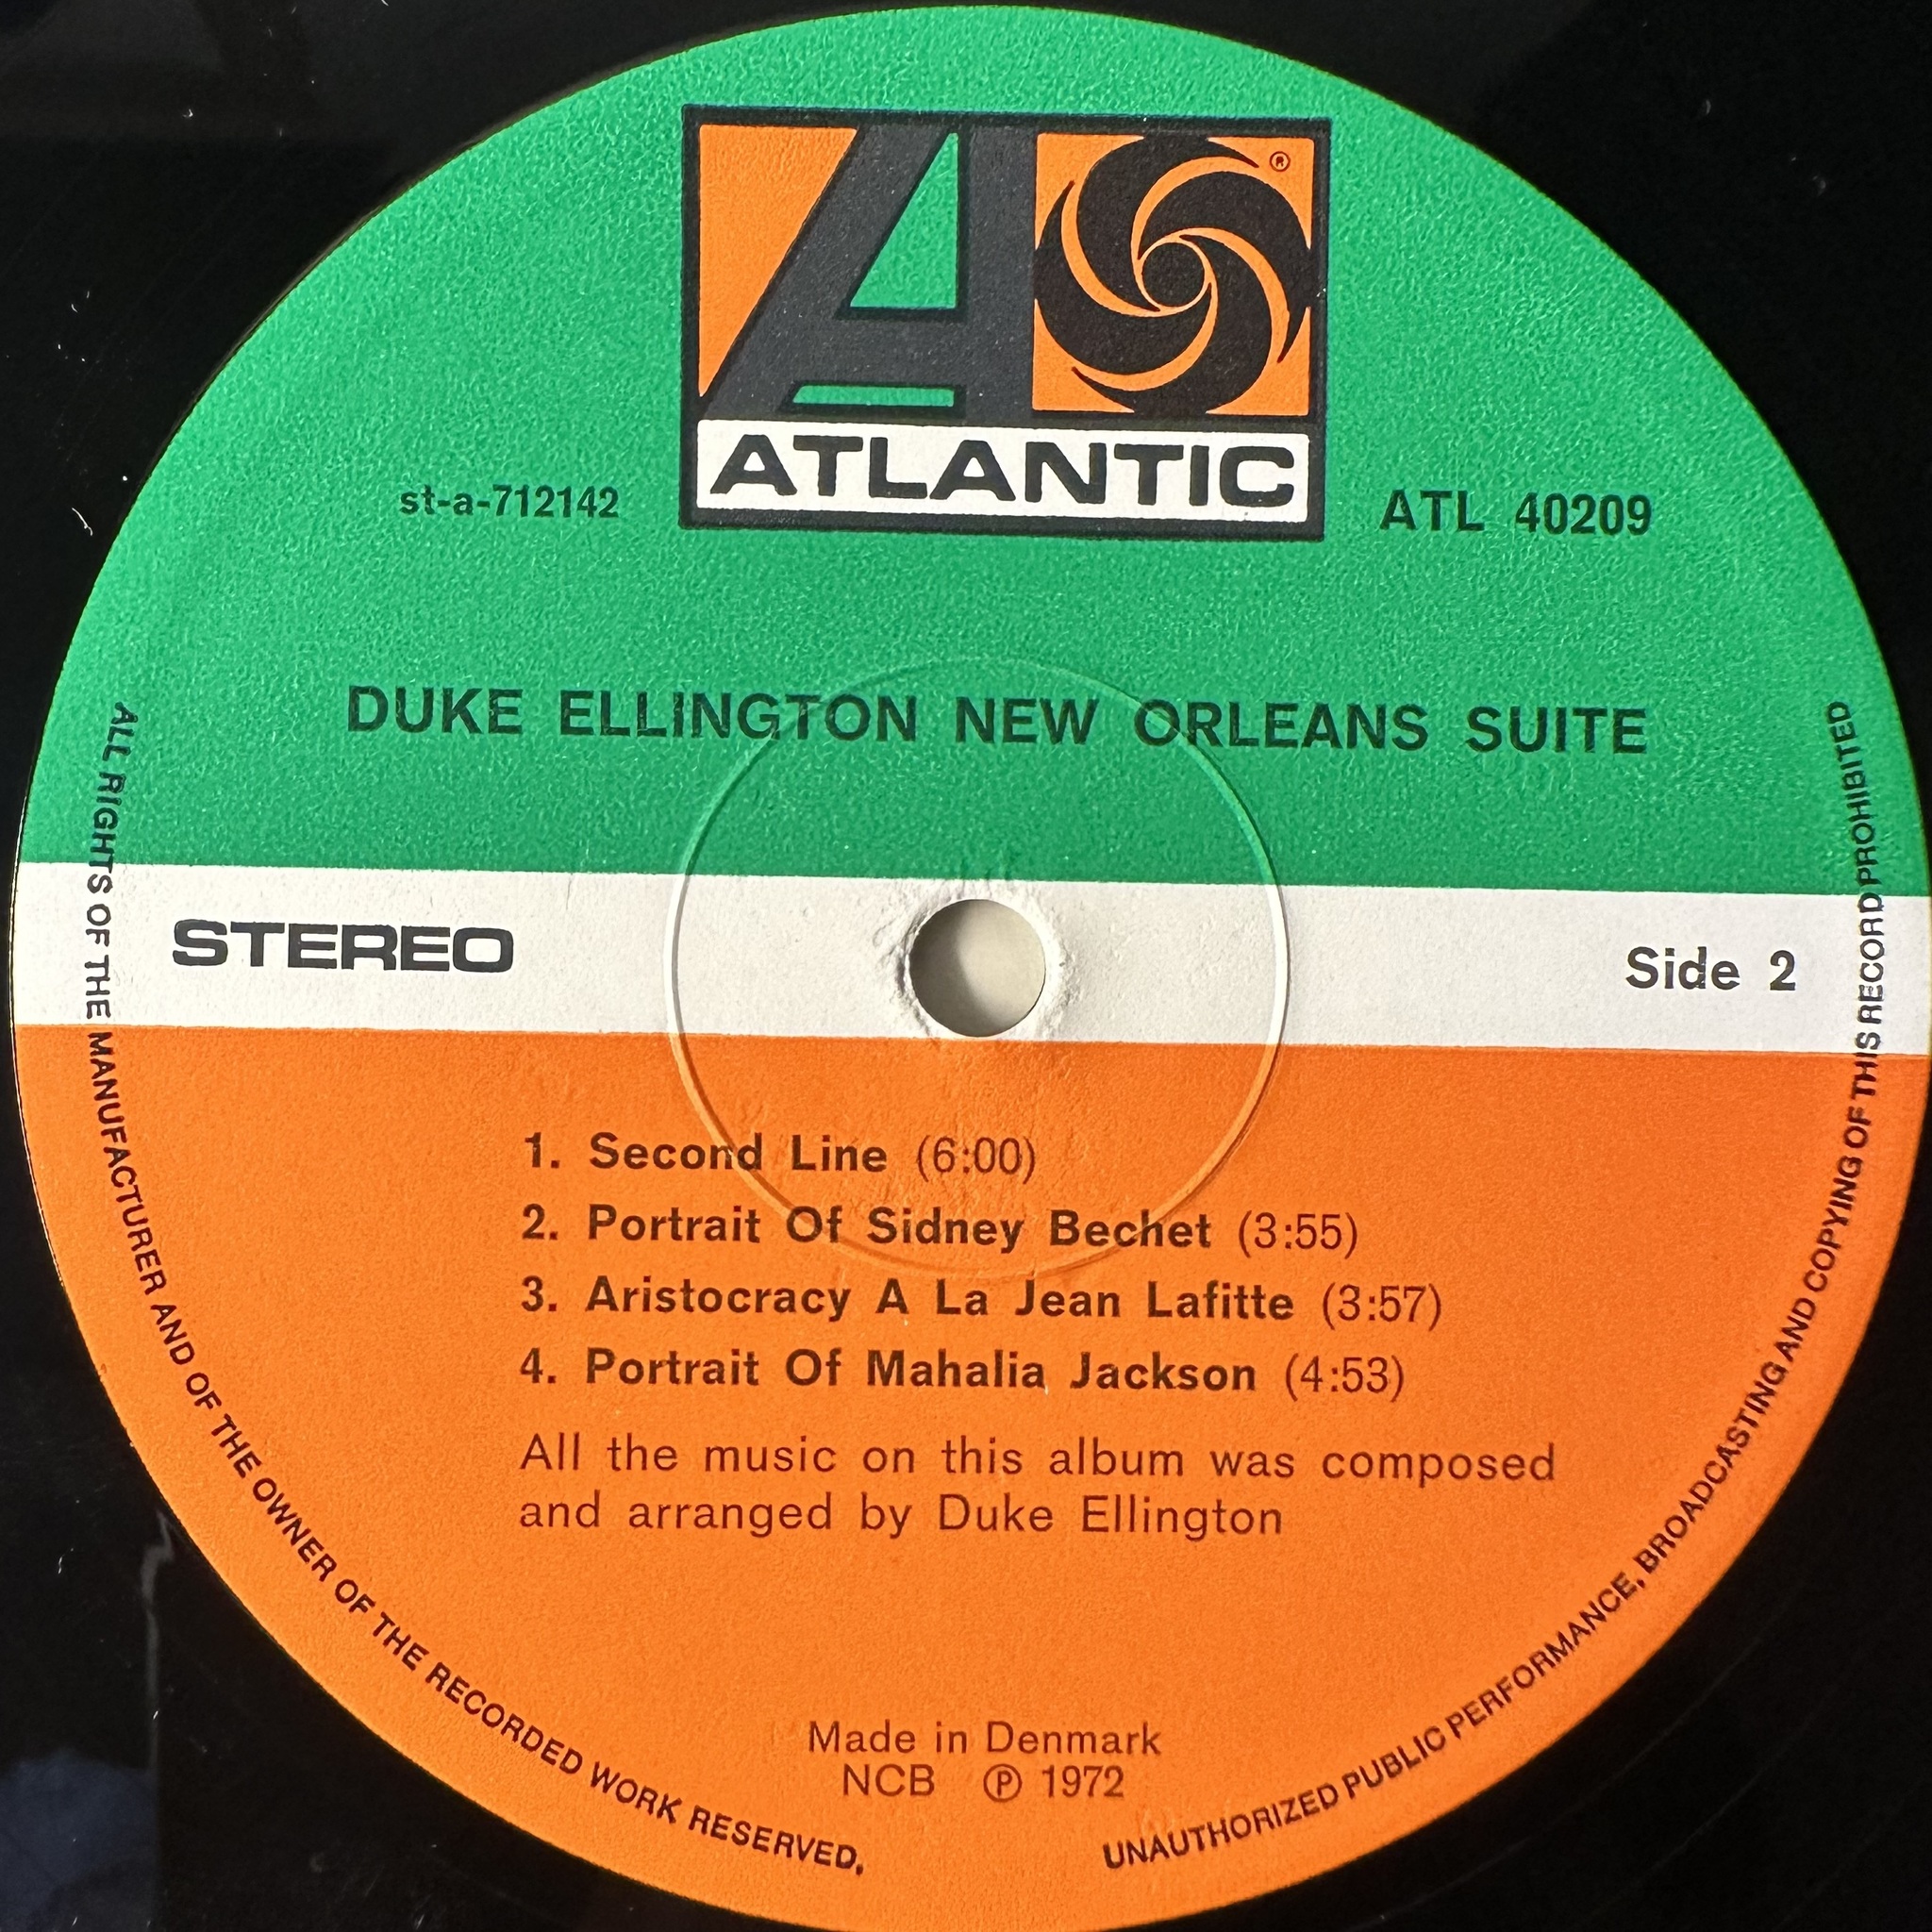 ®
ATLANTIC
st-a-712142
ATL 40209
DUKE ELLINGTON NEW ORLEANS SUITE
STEREO
Side 2
1. Second Line (6:00)
2. Portrait Of Sidney Bechet (3:55)
3. Aristocracy A La Jean Lafitte (3:57)
4. Portrait Of Mahalia Jackson (4:53)
All the music on this album was composed
and arranged by Duke Ellington
Made in Denmark
NCB ℗ 1972
ALL RIGHTS OF THE MANUFACTURER AND OF THE OWNER OF THE RECORDED WORK RESERVED.
UNAUTHORIZED PUBLIC PERFORMANCE, BROADCASTING AND COPYING OF THIS RECORD PROHIBITED